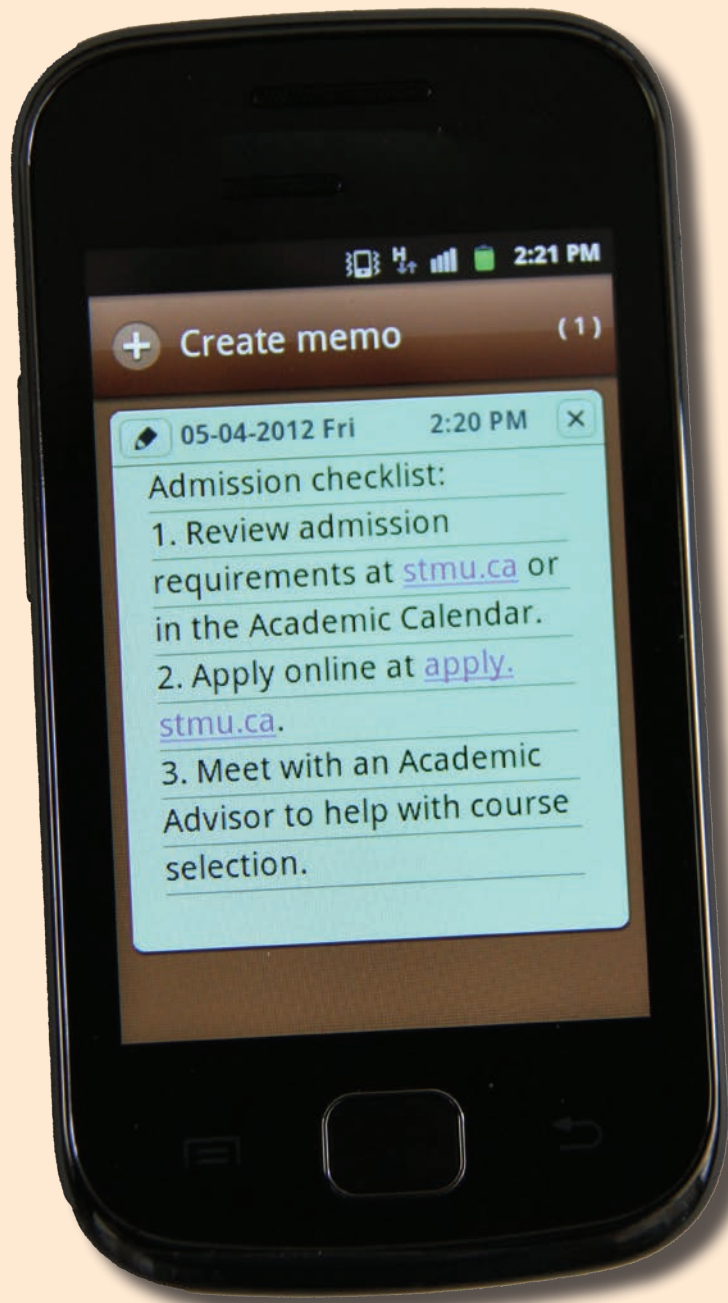 H 2:21 PM
Create memo (1)
05-04-2012 Fri 2:20 PM
Admission checklist:
1. Review admission
requirements at stmu.ca or
in the Academic Calendar.
2. Apply online at apply.
stmu.ca.
3. Meet with an Academic
Advisor to help with course
selection.